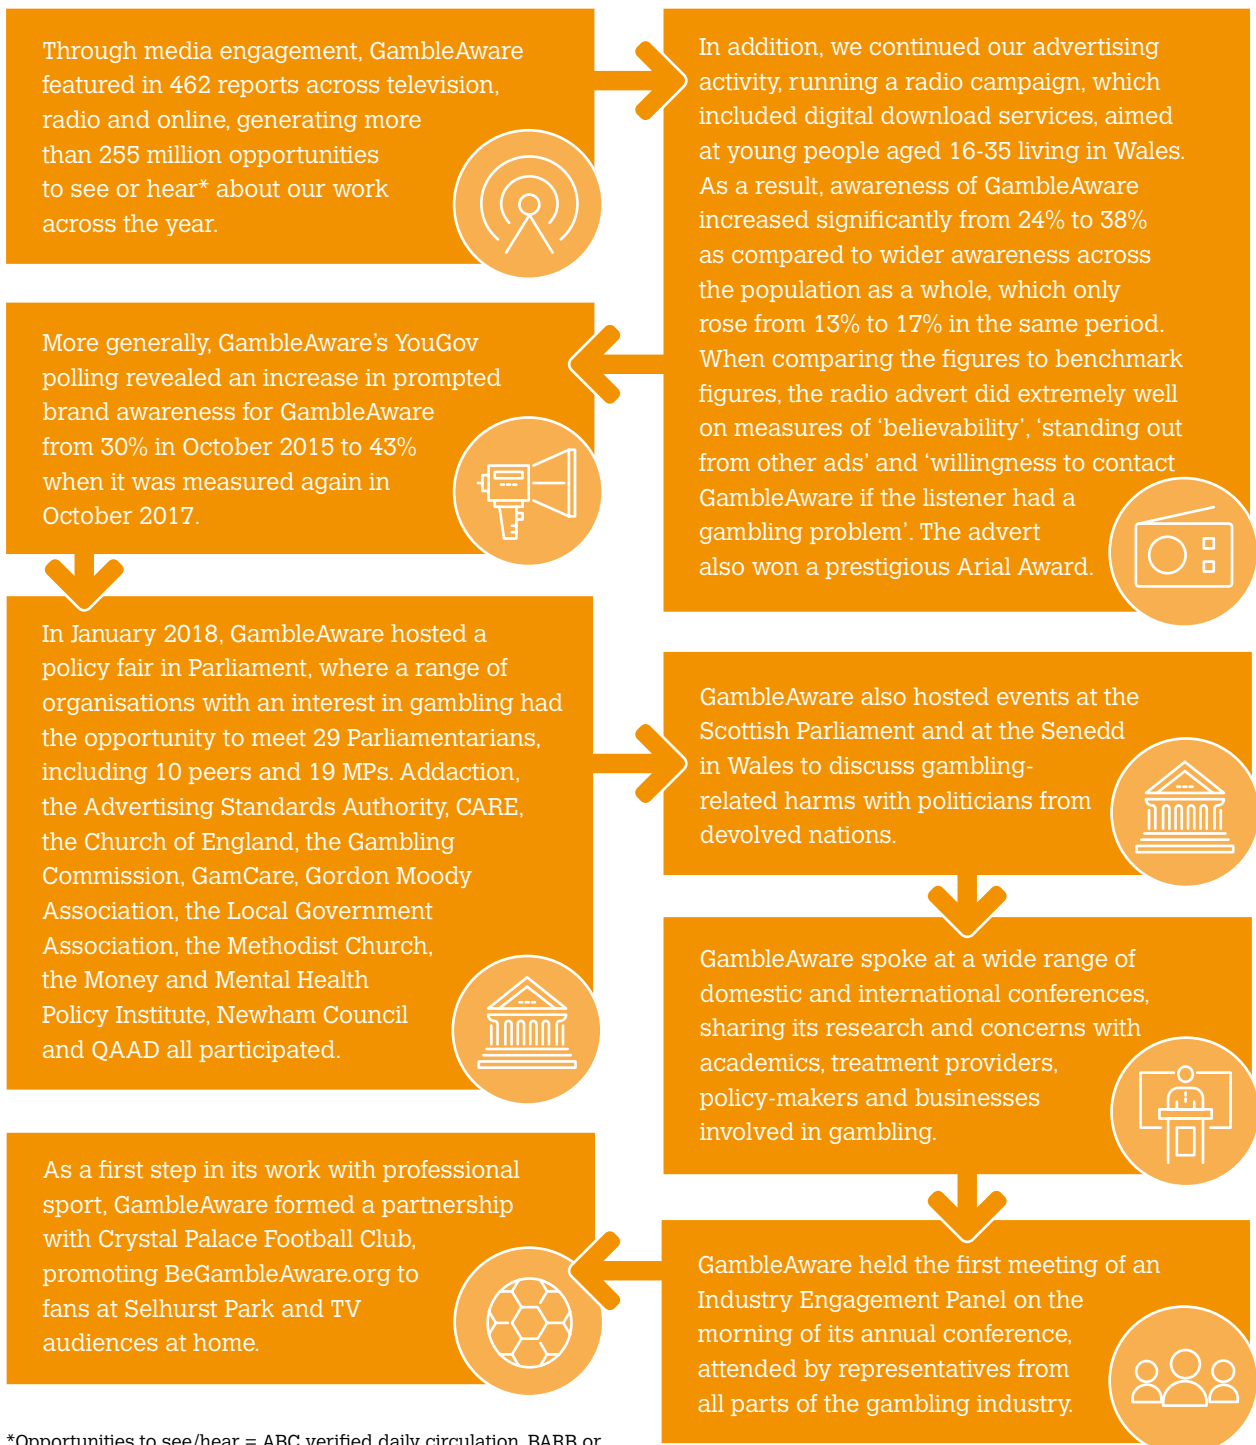 Through media engagement, GambleAware
featured in 462 reports across television,
radio and online, generating more
than 255 million opportunities
to see or hear* about our work
across the year.
In addition, we continued our advertising
activity, running a radio campaign, which
included digital download services, aimed
at young people aged 16-35 living in Wales.
As a result, awareness of GambleAware
increased significantly from 24% to 38%
as compared to wider awareness across
the population as a whole, which only
rose from 13% to 17% in the same period.
When comparing the figures to benchmark
figures, the radio advert did extremely well
on measures of ‘believability’, ‘standing out
from other ads’ and ‘willingness to contact
GambleAware if the listener had a
gambling problem’. The advert
also won a prestigious Arial Award.
More generally, GambleAware’s YouGov
polling revealed an increase in prompted
brand awareness for GambleAware
from 30% in October 2015 to 43%
when it was measured again in
October 2017.
In January 2018, GambleAware hosted a
policy fair in Parliament, where a range of
organisations with an interest in gambling had
the opportunity to meet 29 Parliamentarians,
including 10 peers and 19 MPs. Addaction,
the Advertising Standards Authority, CARE,
the Church of England, the Gambling
Commission, GamCare, Gordon Moody
Association, the Local Government
Association, the Methodist Church,
the Money and Mental Health
Policy Institute, Newham Council
and QAAD all participated.
GambleAware also hosted events at the
Scottish Parliament and at the Senedd
in Wales to discuss gambling-
related harms with politicians from
devolved nations.
GambleAware spoke at a wide range of
domestic and international conferences,
sharing its research and concerns with
academics, treatment providers,
policy-makers and businesses
involved in gambling.
GambleAware held the first meeting of an
Industry Engagement Panel on the
morning of its annual conference,
attended by representatives from
all parts of the gambling industry.
As a first step in its work with professional
sport, GambleAware formed a partnership
with Crystal Palace Football Club,
promoting BeGambleAware.org to
fans at Selhurst Park and TV
audiences at home.
*Opportunities to see/hear = ABC verified daily circulation, BARB or